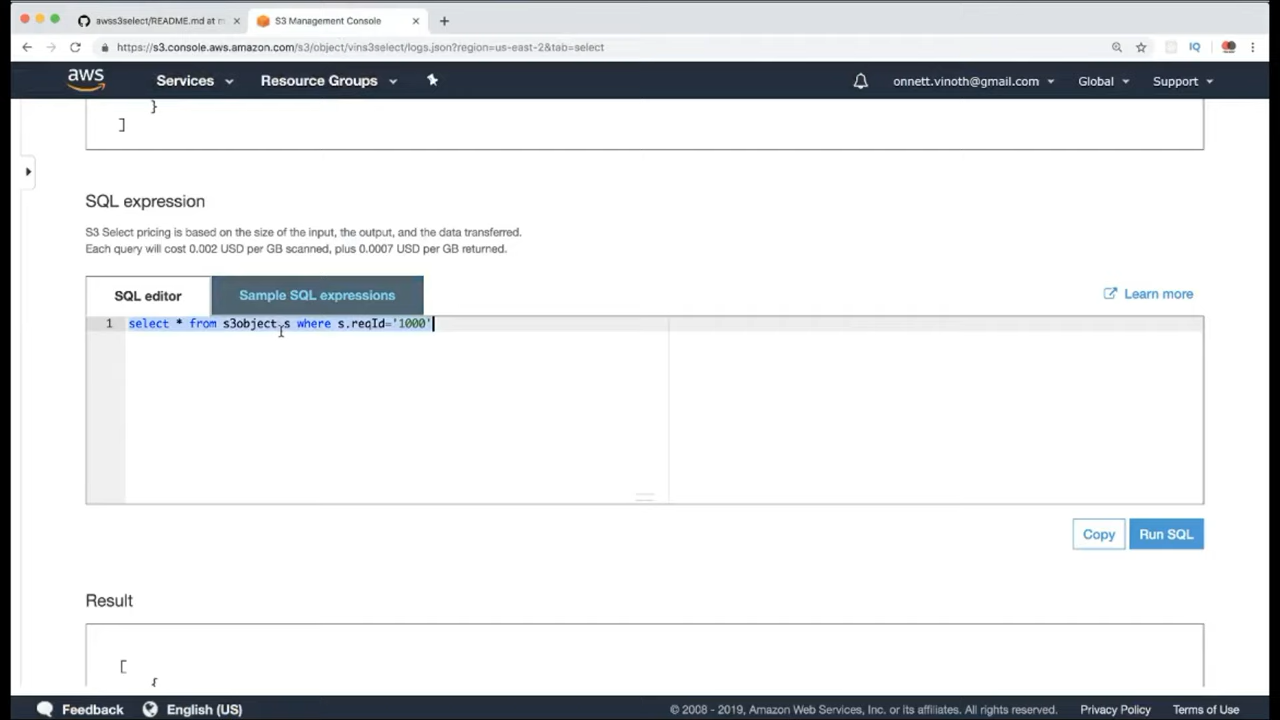 awss3select/README.md at m
S3 Management Console
https://s3.console.aws.amazon.com/s3/object/vins3select/logs.json?region=us-east-2&tab=select
IQ
aws Services Resource Groups onnett.vinoth@gmail.com Global Support
}
]
SQL expression
S3 Select pricing is based on the size of the input, the output, and the data transferred.
Each query will cost 0.002 USD per GB scanned, plus 0.0007 USD per GB returned.
SQL editor Sample SQL expressions Learn more
1 select * from s3object s where s.reqId='1000'
Copy Run SQL
Result
[
{
Feedback English (US) © 2008 - 2019, Amazon Web Services, Inc. or its affiliates. All rights reserved. Privacy Policy Terms of Use